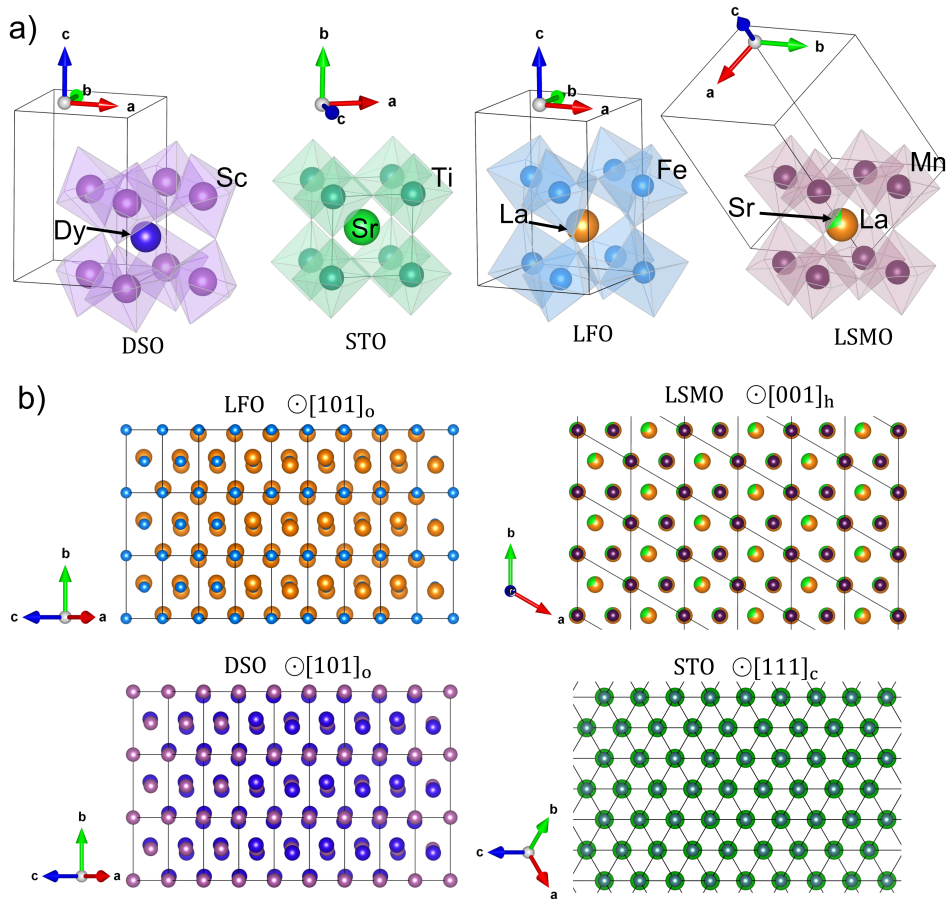 a)
c
b
a
b
a
c
c
b
a
c
b
a
Sc
Dy
DSO
Ti
Sr
STO
Fe
La
LFO
Mn
Sr
La
LSMO
b)
LFO ⊙[101]o
b
c
a
LSMO ⊙[001]h
b
c
a
DSO ⊙[101]o
b
c
a
STO ⊙[111]c
b
c
a